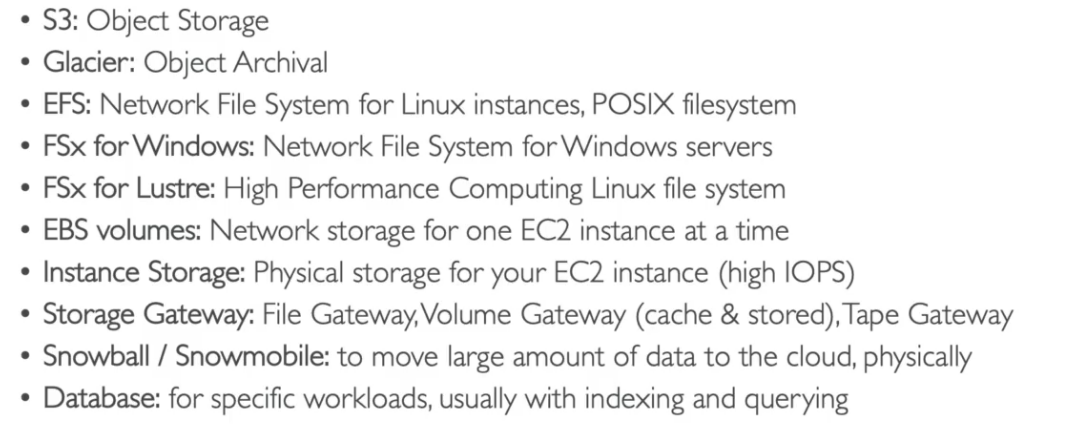 • S3: Object Storage
• Glacier: Object Archival
• EFS: Network File System for Linux instances, POSIX filesystem
• FSx for Windows: Network File System for Windows servers
• FSx for Lustre: High Performance Computing Linux file system
• EBS volumes: Network storage for one EC2 instance at a time
• Instance Storage: Physical storage for your EC2 instance (high IOPS)
• Storage Gateway: File Gateway, Volume Gateway (cache & stored), Tape Gateway
• Snowball / Snowmobile: to move large amount of data to the cloud, physically
• Database: for specific workloads, usually with indexing and querying